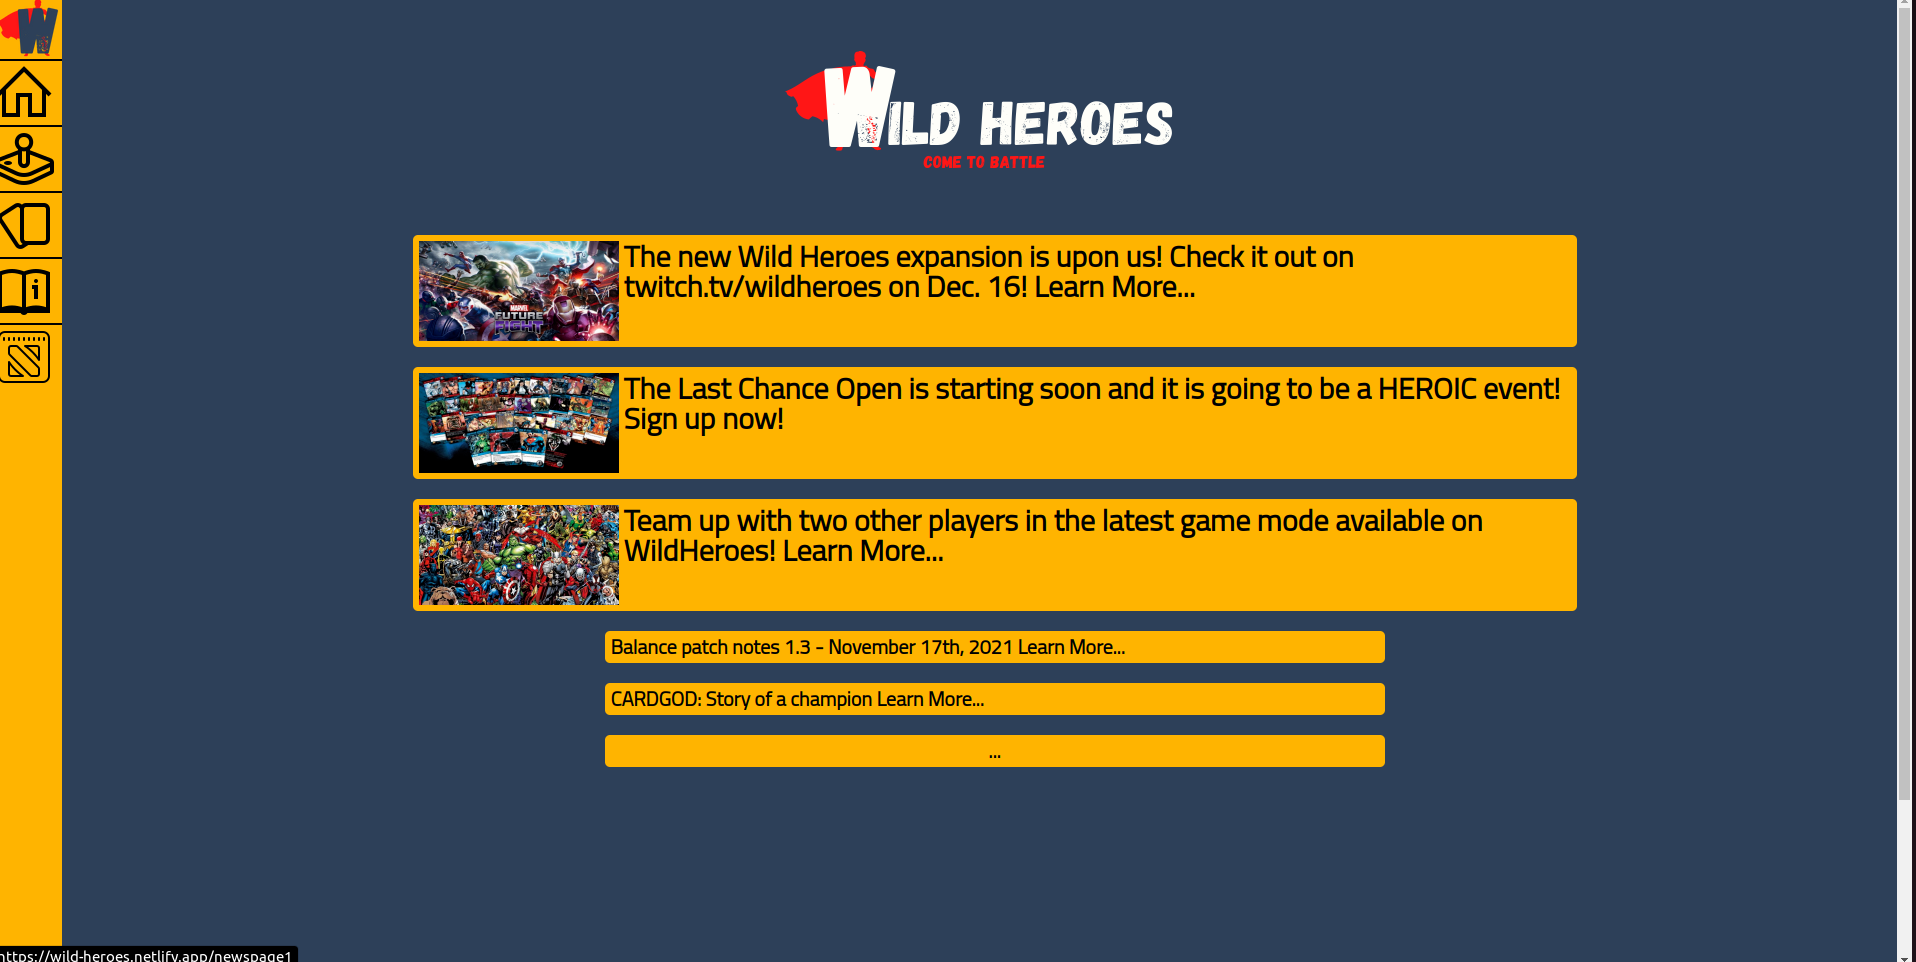 W
WILD HEROES
COME TO BATTLE
The new Wild Heroes expansion is upon us! Check it out on
twitch.tv/wildheroes on Dec. 16! Learn More...
MARVEL
FUTURE
FIGHT
The Last Chance Open is starting soon and it is going to be a HEROIC event!
Sign up now!
Team up with two other players in the latest game mode available on
WildHeroes! Learn More...
Balance patch notes 1.3 - November 17th, 2021 Learn More...
CARDGOD: Story of a champion Learn More...
...
https://wild-heroes.netlify.app/newspage1